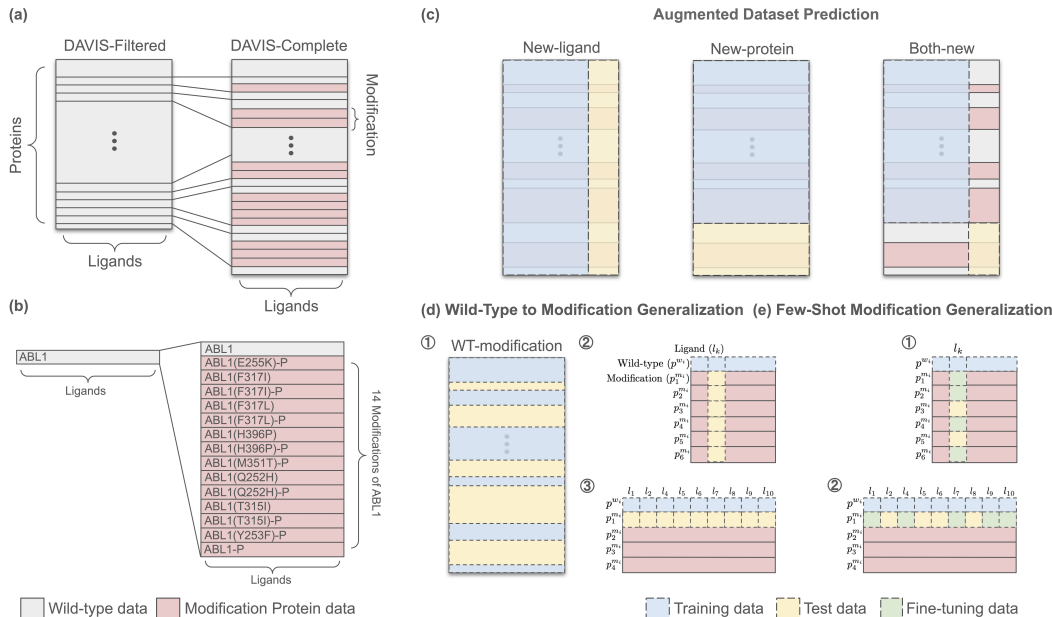 (a)
DAVIS-Filtered
DAVIS-Complete
Proteins
Modification
Ligands
Ligands
(b)
ABL1
Ligands
ABL1
ABL1(E255K)-P
ABL1(F317I)
ABL1(F317I)-P
ABL1(F317L)
ABL1(F317L)-P
ABL1(H396P)
ABL1(H396P)-P
ABL1(M351T)-P
ABL1(Q252H)
ABL1(Q252H)-P
ABL1(T315I)
ABL1(T315I)-P
ABL1(Y253F)-P
ABL1-P
14 Modifications of ABL1
Ligands
Wild-type data
Modification Protein data
(c)
Augmented Dataset Prediction
New-ligand
New-protein
Both-new
(d) Wild-Type to Modification Generalization
①
WT-modification
②
Ligand (l_k)
Wild-type (p^{w_i})
Modification (p_1^{m_i})
p_2^{m_i}
p_3^{m_i}
p_4^{m_i}
p_5^{m_i}
p_6^{m_i}
③
l_1 l_2 l_4 l_5 l_6 l_7 l_8 l_9 l_10
p^{w_i}
p_1^{m_i}
p_2^{m_i}
p_3^{m_i}
p_4^{m_i}
(e) Few-Shot Modification Generalization
①
l_k
p^{w_i}
p_1^{m_i}
p_2^{m_i}
p_3^{m_i}
p_4^{m_i}
p_5^{m_i}
p_6^{m_i}
②
l_1 l_2 l_4 l_5 l_6 l_7 l_8 l_9 l_10
p^{w_i}
p_1^{m_i}
p_2^{m_i}
p_3^{m_i}
p_4^{m_i}
Training data
Test data
Fine-tuning data